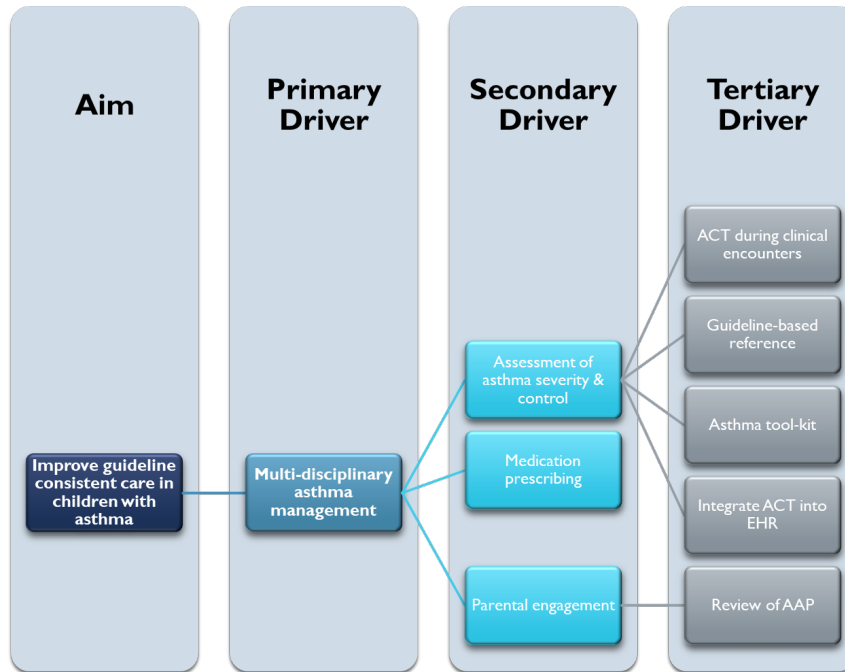 Aim
Primary
Driver
Secondary
Driver
Tertiary
Driver
Improve guideline
consistent care in
children with
asthma
Multi-disciplinary
asthma
management
Assessment of
asthma severity &
control
Medication
prescribing
Parental engagement
ACT during clinical
encounters
Guideline-based
reference
Asthma tool-kit
Integrate ACT into
EHR
Review of AAP